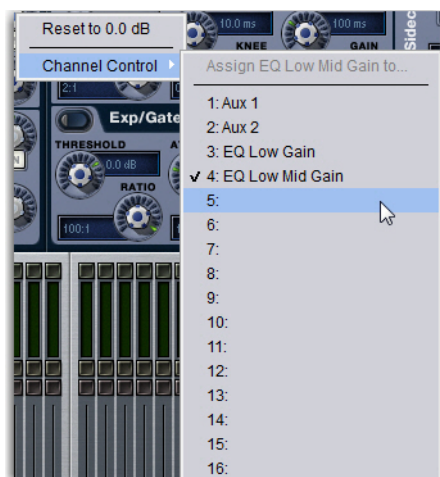 Reset to 0.0 dB
Channel Control
10.0 ms
100 ms
KNEE
GAIN
Sidec
Assign EQ Low Mid Gain to...
2:1
Exp/Gate
THRESHOLD
0.0 dB
RATIO
100:1
1: Aux 1
2: Aux 2
3: EQ Low Gain
✓ 4: EQ Low Mid Gain
5:
6:
7:
8:
9:
10:
11:
12:
13:
14:
15:
16: